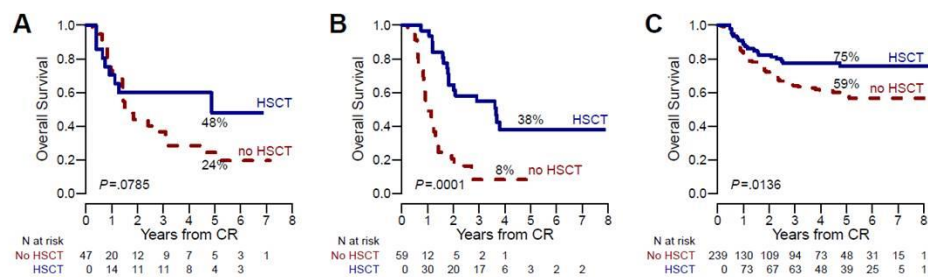 A
B
C
Overall Survival
1.0
0.8
0.6
0.4
0.2
0.0
HSCT
48%
no HSCT
24%
P=.0785
0 1 2 3 4 5 6 7 8
Years from CR
N at risk
No HSCT 47 20 12 9 7 5 3 1
HSCT 0 14 11 11 8 4 3
Overall Survival
1.0
0.8
0.6
0.4
0.2
0.0
38%
HSCT
8%
no HSCT
P=.0001
0 1 2 3 4 5 6 7 8
Years from CR
N at risk
No HSCT 59 12 5 2 1
HSCT 0 30 20 17 6 3 2 2
Overall Survival
1.0
0.8
0.6
0.4
0.2
0.0
75%
HSCT
59%
no HSCT
P=.0136
0 1 2 3 4 5 6 7 8
Years from CR
N at risk
No HSCT 239 130 109 94 73 48 31 15 1
HSCT 0 73 67 63 40 25 16 5 1